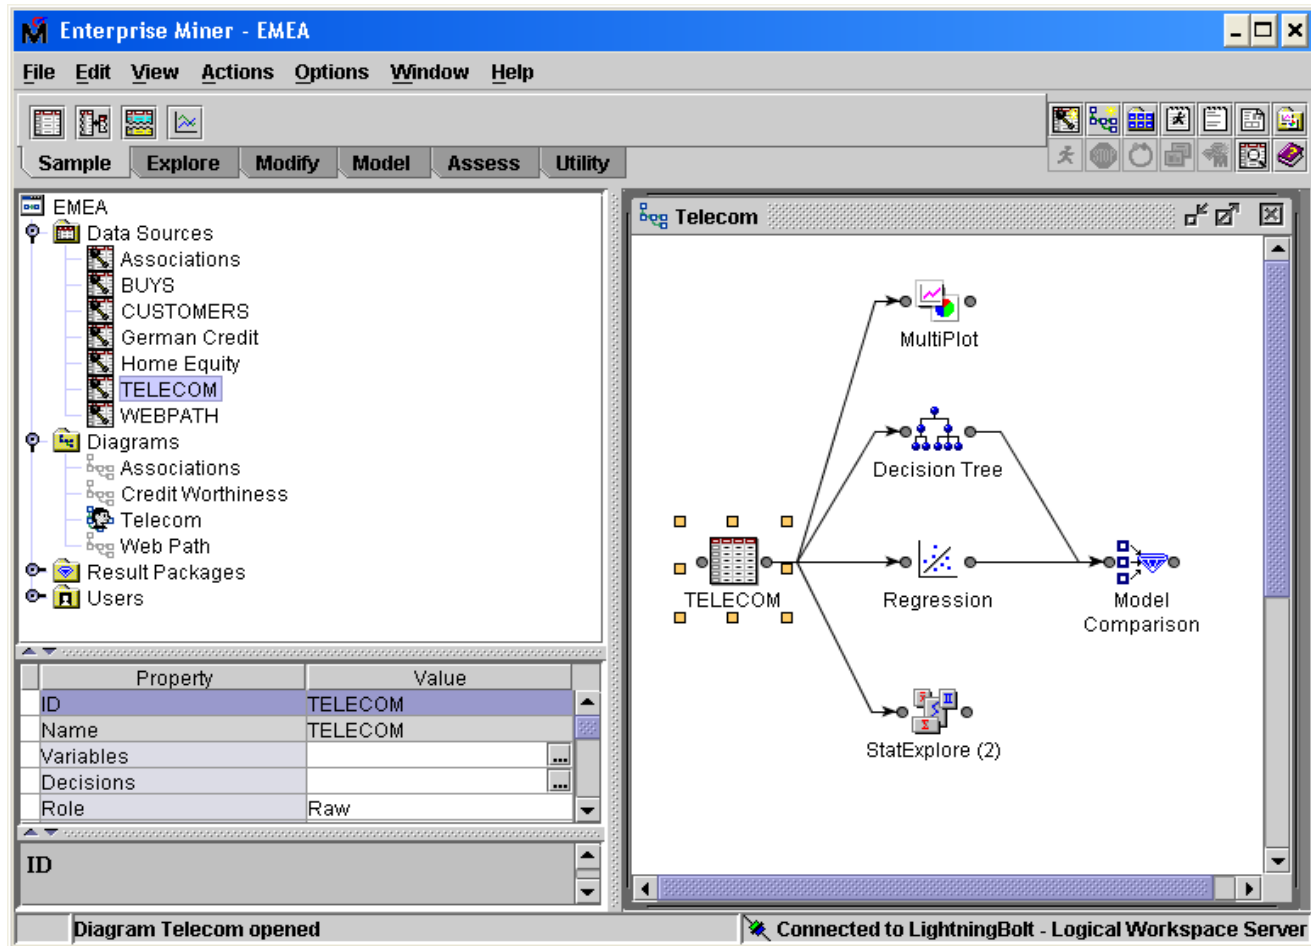 Enterprise Miner - EMEA
File Edit View Actions Options Window Help
Sample Explore Modify Model Assess Utility
EMEA
Data Sources
Associations
BUYS
CUSTOMERS
German Credit
Home Equity
TELECOM
WEBPATH
Diagrams
Associations
Credit Worthiness
Telecom
Web Path
Result Packages
Users
Property Value
ID TELECOM
Name TELECOM
Variables ...
Decisions ...
Role Raw
ID
Telecom
MultiPlot
Decision Tree
TELECOM
Regression
Model
Comparison
StatExplore (2)
Diagram Telecom opened
Connected to LightningBolt - Logical Workspace Server